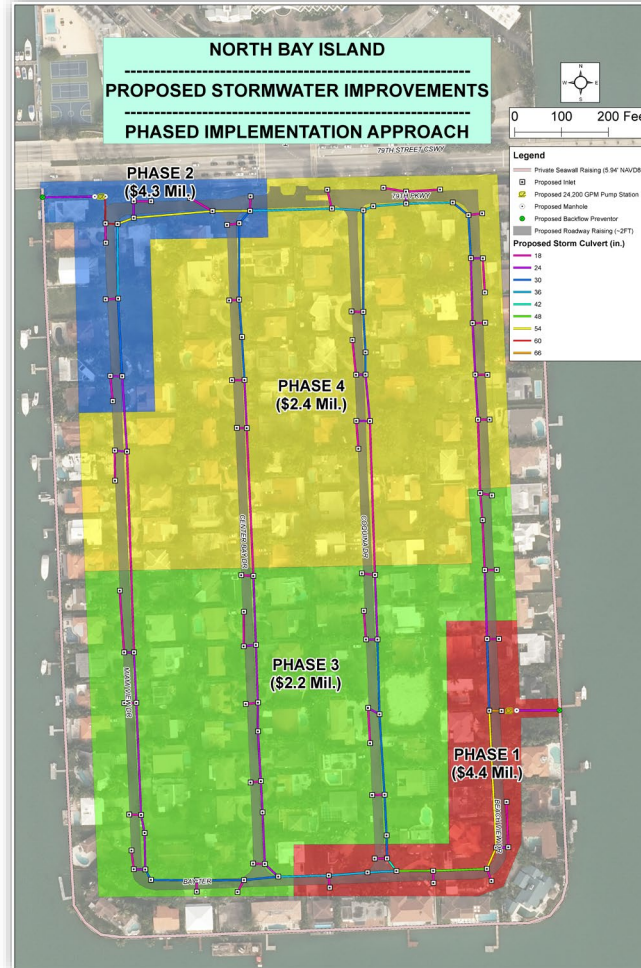 NORTH BAY ISLAND
PROPOSED STORMWATER IMPROVEMENTS
PHASED IMPLEMENTATION APPROACH
N
W E
S
0 100 200 Fee
79TH STREET CSWY
Legend
Private Seawall Raising (5.94' NAVD8
Proposed Inlet
Proposed 24,200 GPM Pump Station
Proposed Manhole
Proposed Backflow Preventor
Proposed Roadway Raising (~2FT)
Proposed Storm Culvert (in.)
18
24
30
36
42
48
54
60
66
PHASE 2
($4.3 Mil.)
79TH PKWY
PHASE 4
($2.4 Mil.)
PHASE 3
($2.2 Mil.)
PHASE 1
($4.4 Mil.)